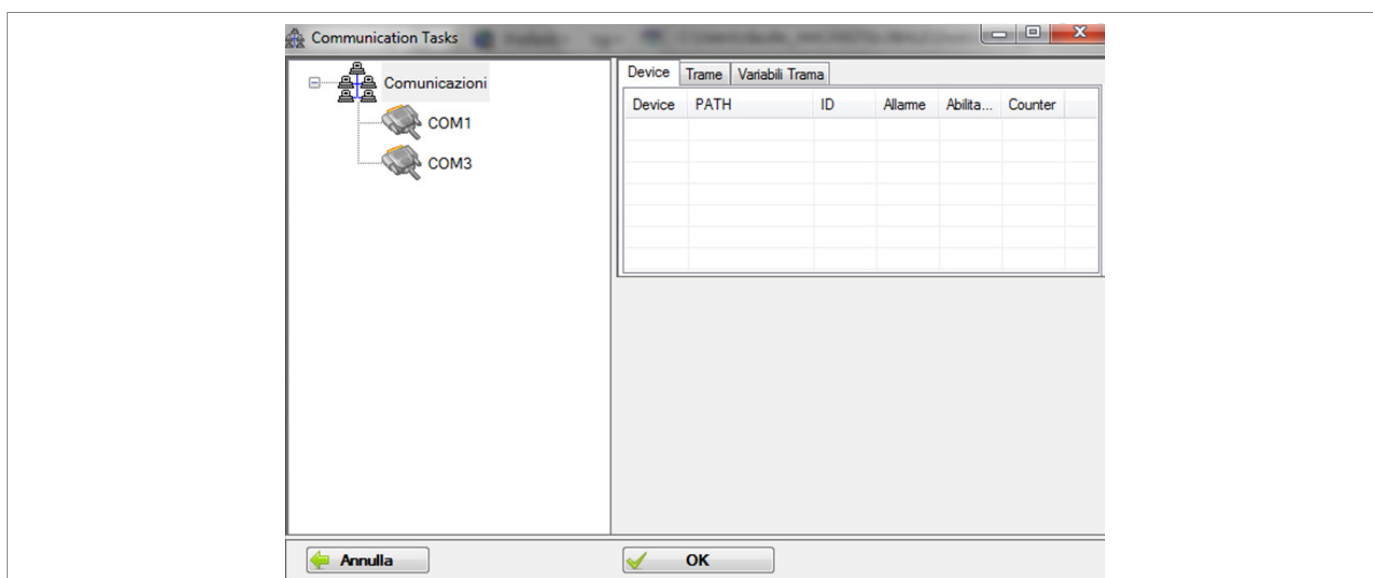 Communication Tasks
Comunicazioni
COM1
COM3
Device Trame Variabili Trama
Device PATH ID Allarme Abilita... Counter
Annulla OK